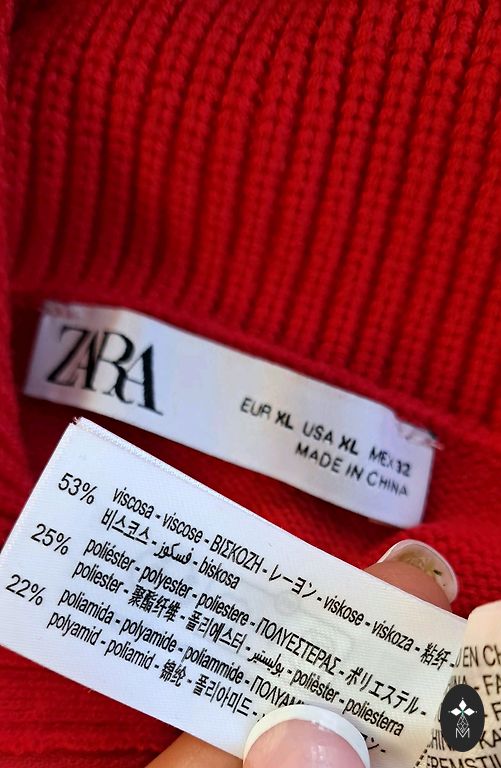 ZARA
EUR XL USA XL MEX 32
MADE IN CHINA
53% viscosa - viscose - ΒΙΣΚΟΖΗ - レーヨン - viskose - viskoza - 粘纤
비스코스 - فسكوز - biskosa
25% poliéster - polyester - poliestere - ΠΟΛΥΕΣΤΕΡΑΣ - ポリエステル -
poliester - 聚酯纤维 - 폴리에스터 - بوليستر - polièster - poliesterra
22% poliamida - polyamide - poliammide - ΠΟΛΥΑΜ
polyamid - poliamid - 锦纶 - 폴리아미드 -
EN CH